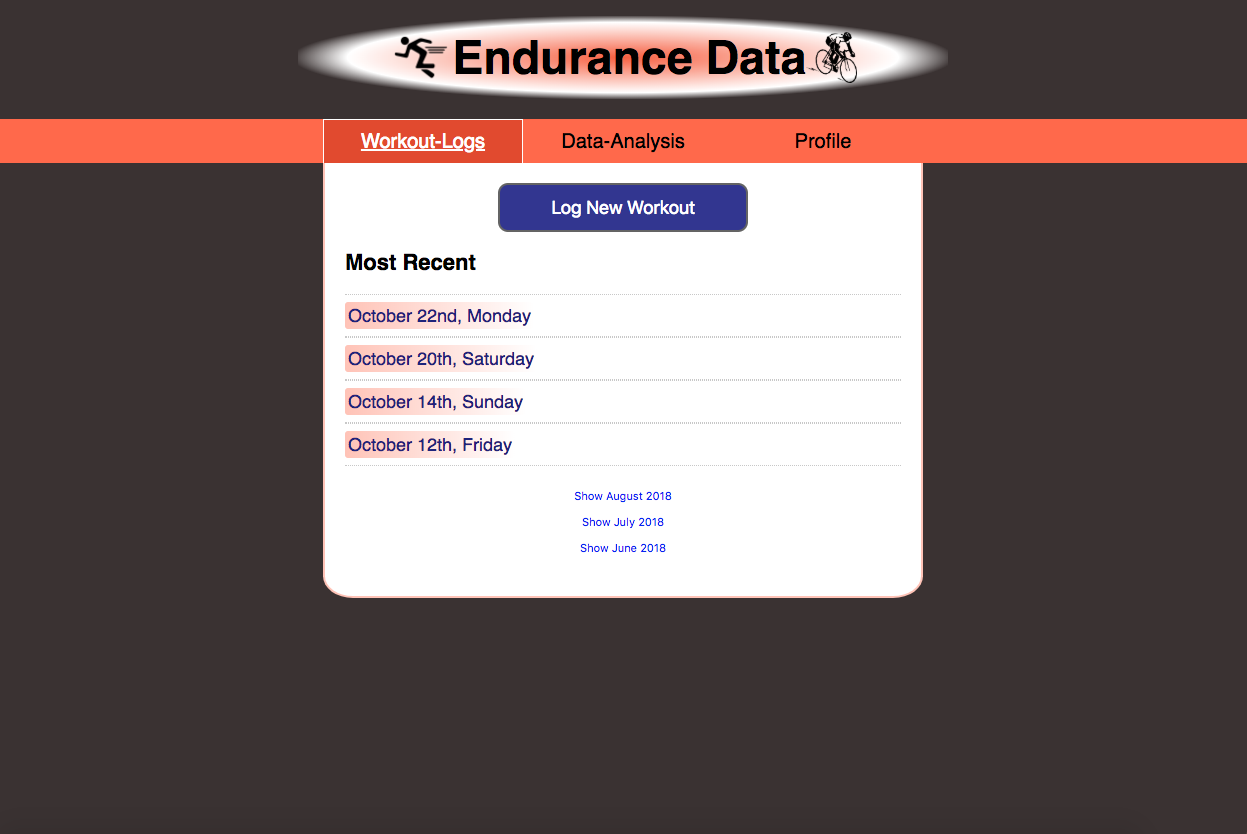 Endurance Data
Workout-Logs Data-Analysis Profile
Log New Workout
Most Recent
October 22nd, Monday
October 20th, Saturday
October 14th, Sunday
October 12th, Friday
Show August 2018
Show July 2018
Show June 2018